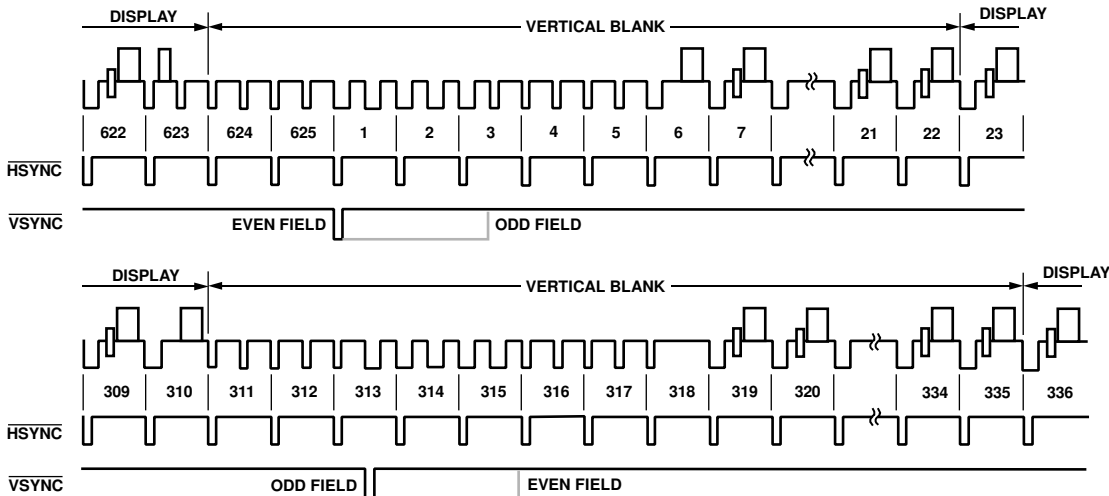 DISPLAY
VERTICAL BLANK
DISPLAY
622 623 624 625 1 2 3 4 5 6 7 21 22 23
HSYNC
VSYNC
EVEN FIELD
ODD FIELD
DISPLAY
VERTICAL BLANK
DISPLAY
309 310 311 312 313 314 315 316 317 318 319 320 334 335 336
HSYNC
VSYNC
ODD FIELD
EVEN FIELD